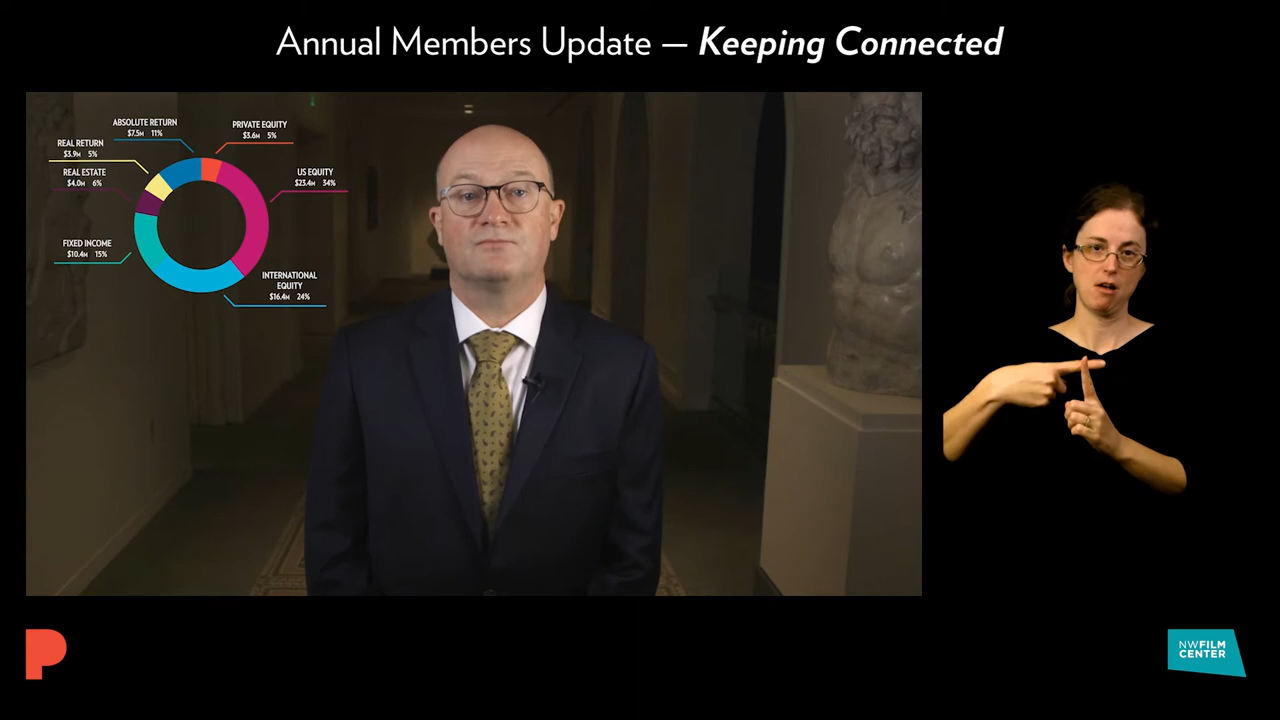 Annual Members Update — Keeping Connected
ABSOLUTE RETURN
$7.5M 11%
PRIVATE EQUITY
$3.6M 5%
REAL RETURN
$3.9M 5%
REAL ESTATE
$4.0M 6%
US EQUITY
$23.4M 34%
FIXED INCOME
$10.4M 15%
INTERNATIONAL
EQUITY
$16.4M 24%
P
NWFILM
CENTER